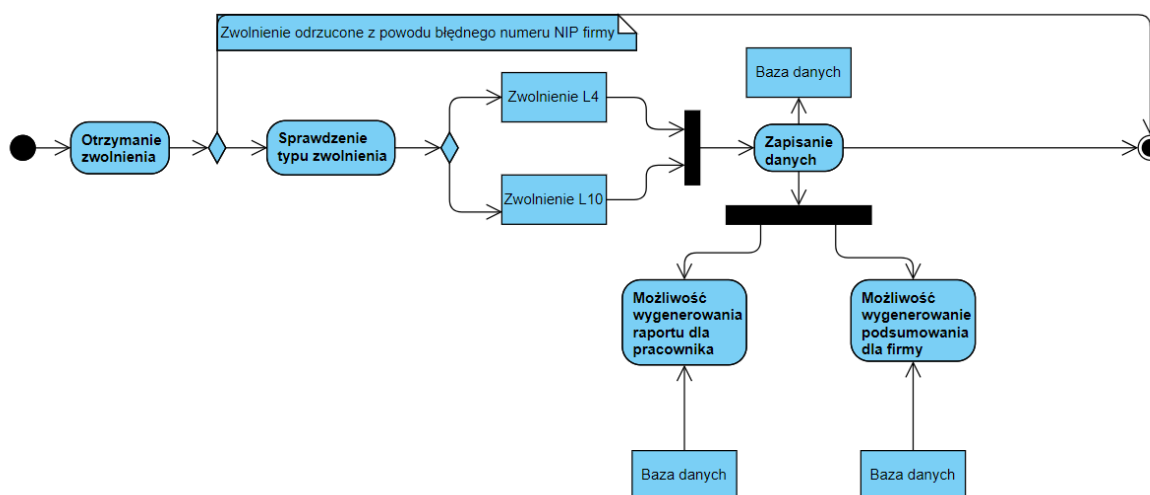 Zwolnienie odrzucone z powodu błędnego numeru NIP firmy
Otrzymanie
zwolnienia
Sprawdzenie
typu zwolnienia
Zwolnienie L4
Zwolnienie L10
Baza danych
Zapisanie
danych
Możliwość
wygenerowania
raportu dla
pracownika
Możliwość
wygenerowanie
podsumowania
dla firmy
Baza danych
Baza danych